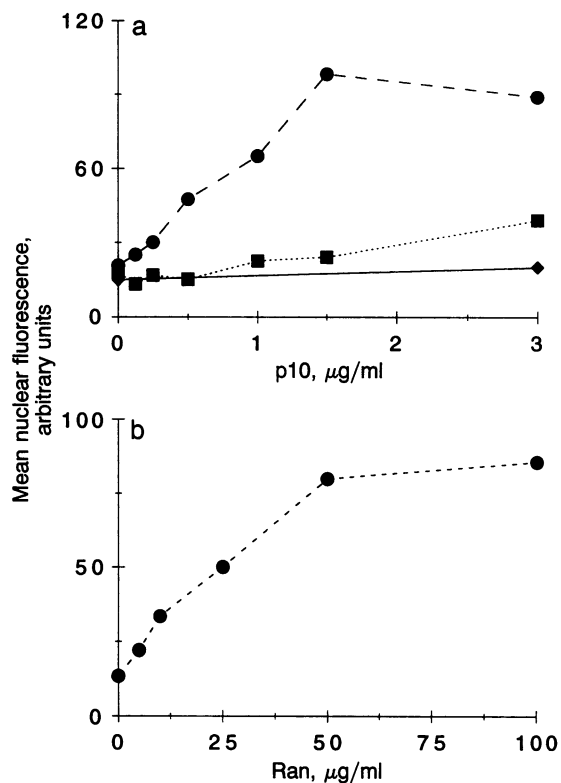 120
a
60
0
0
1
2
3
p10, μg/ml
Mean nuclear fluorescence,
arbitrary units
100
b
50
0
0
25
50
75
100
Ran, μg/ml